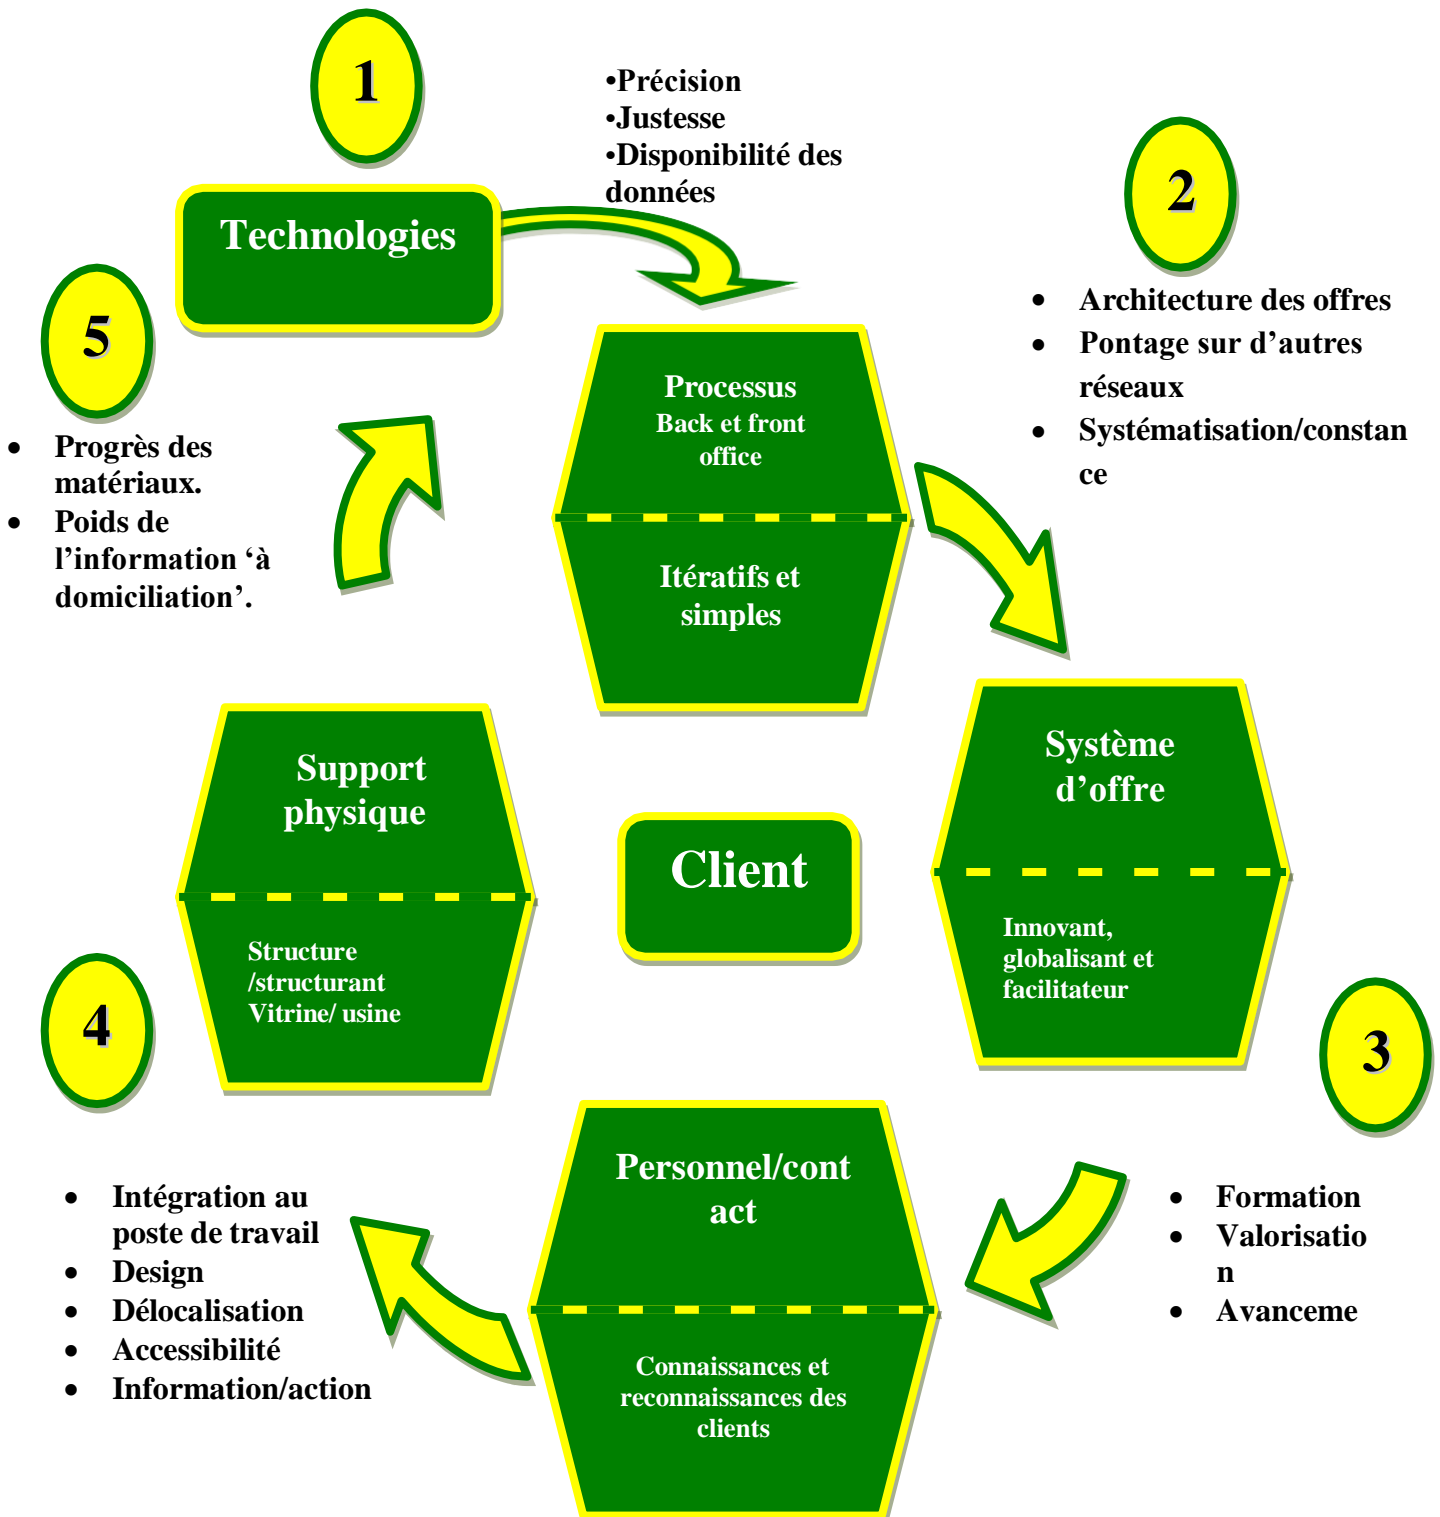 1
•Précision
•Justesse
•Disponibilité des
données
Technologies
2
• Architecture des offres
• Pontage sur d’autres
réseaux
• Systématisation/constan
ce
5
• Progrès des
matériaux.
• Poids de
l’information ‘à
domiciliation’.
Processus
Back et front
office
Itératifs et
simples
Support
physique
Structure
/structurant
Vitrine/ usine
Client
Système
d’offre
Innovant,
globalisant et
facilitateur
4
3
• Intégration au
poste de travail
• Design
• Délocalisation
• Accessibilité
• Information/action
Personnel/cont
act
Connaissances et
reconnaissances des
clients
• Formation
• Valorisatio
n
• Avanceme